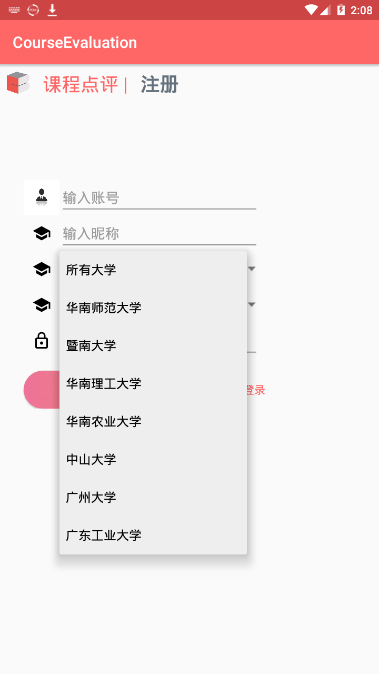 2:08
CourseEvaluation
课程点评 | 注册
输入账号
输入昵称
所有大学
华南师范大学
暨南大学
华南理工大学
华南农业大学
中山大学
广州大学
广东工业大学
登录